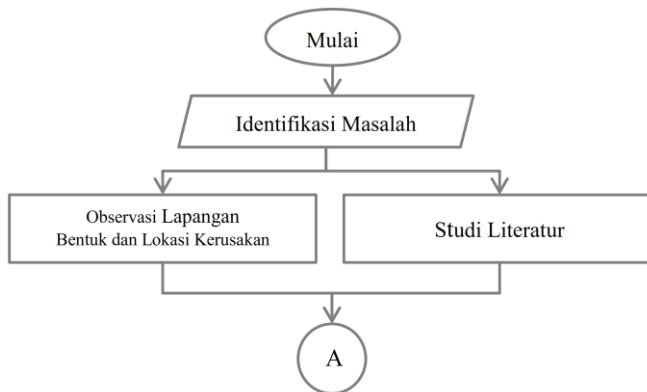 Mulai
Identifikasi Masalah
Observasi Lapangan
Bentuk dan Lokasi Kerusakan
Studi Literatur
A